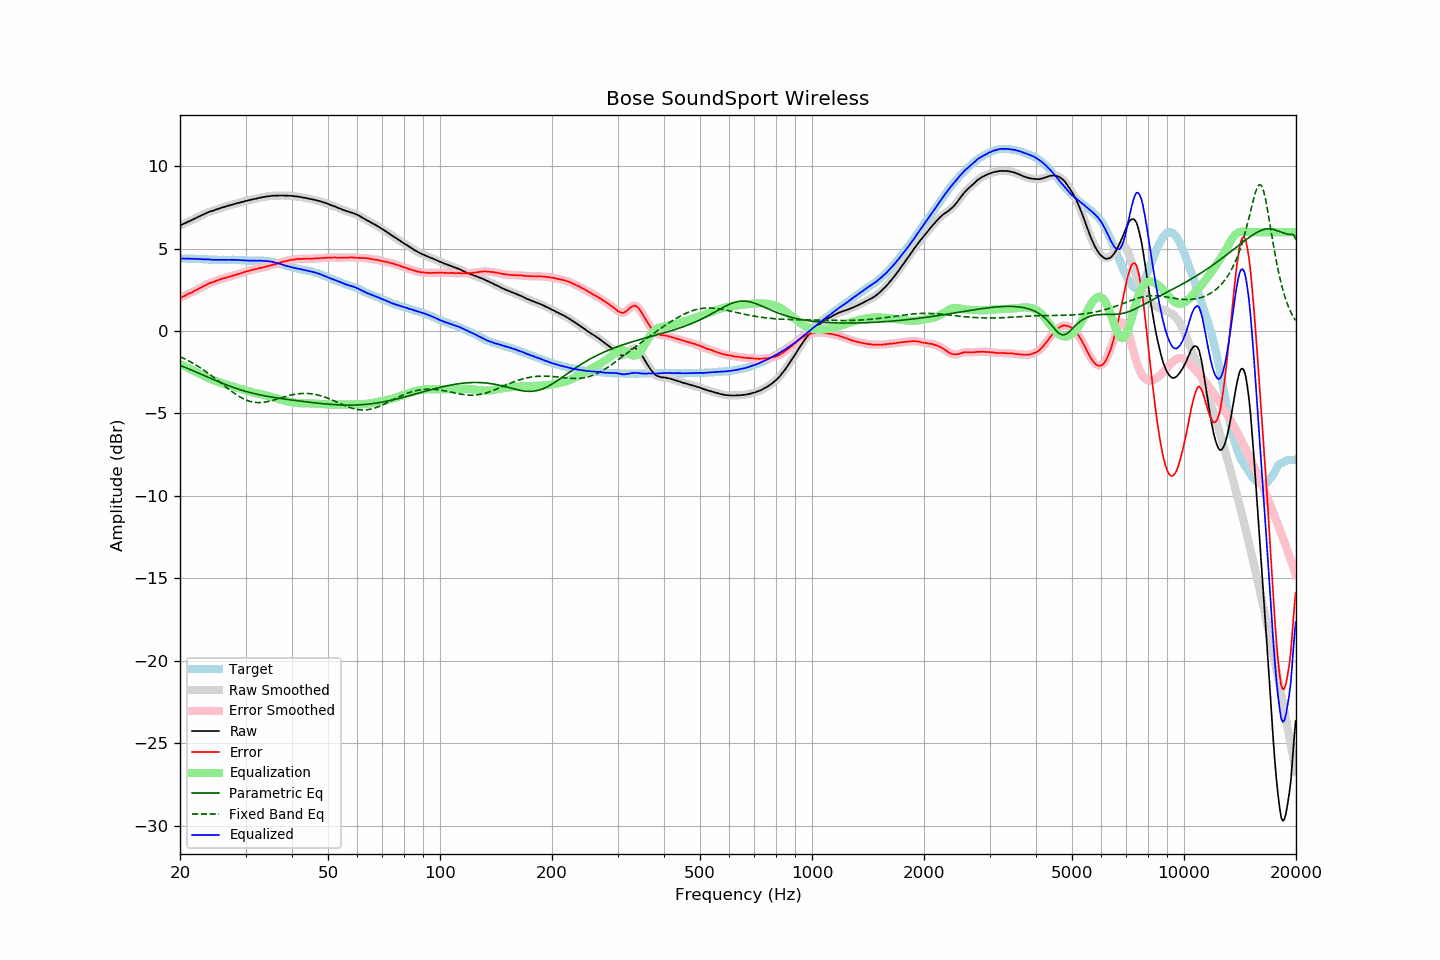 Bose SoundSport Wireless
Amplitude (dBr)
10
5
0
−5
−10
−15
−20
−25
−30
Target
Raw Smoothed
Error Smoothed
Raw
Error
Equalization
Parametric Eq
Fixed Band Eq
Equalized
20 50 100 200 500 1000 2000 5000 10000 20000
Frequency (Hz)